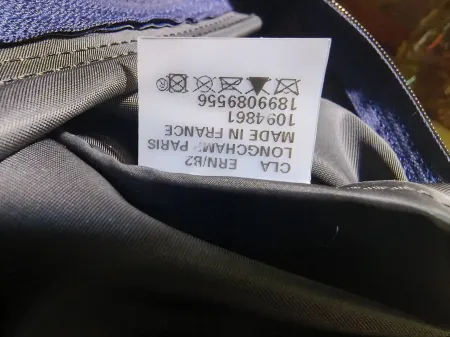 CLA
ERN/B2
LONGCHAMP PARIS
MADE IN FRANCE
1094861
1899089556